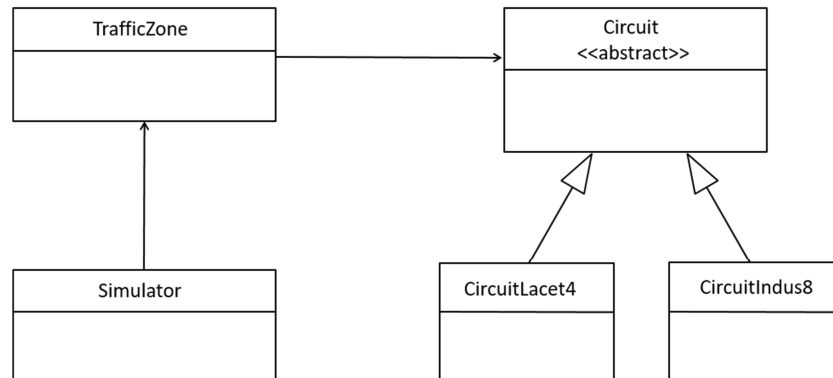 TrafficZone
Circuit
<<abstract>>
Simulator
CircuitLacet4
CircuitIndus8